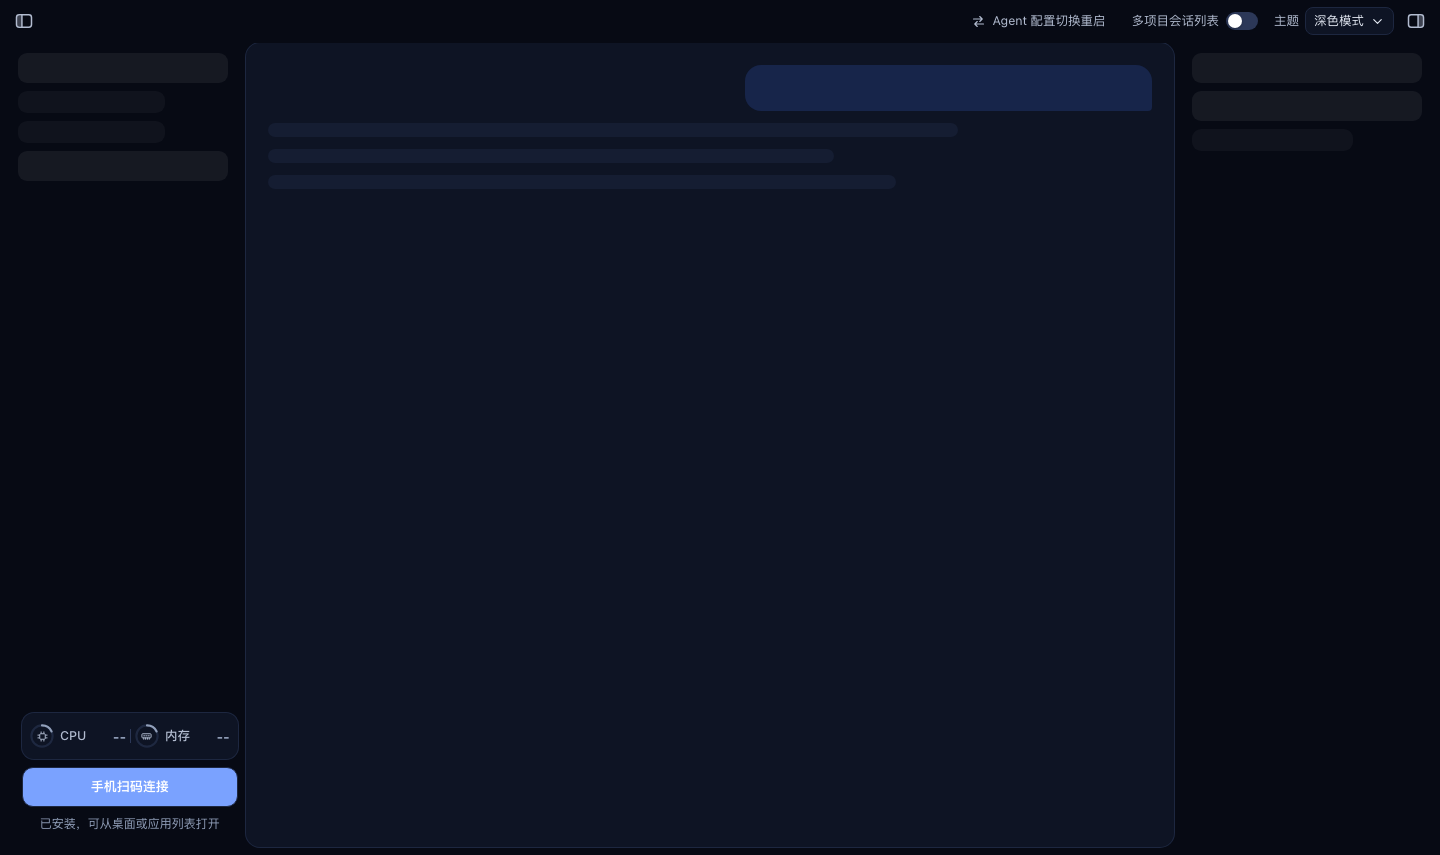 Agent 配置切换重启
多项目会话列表
主题
深色模式
CPU --
内存 --
手机扫码连接
已安装，可从桌面或应用列表打开